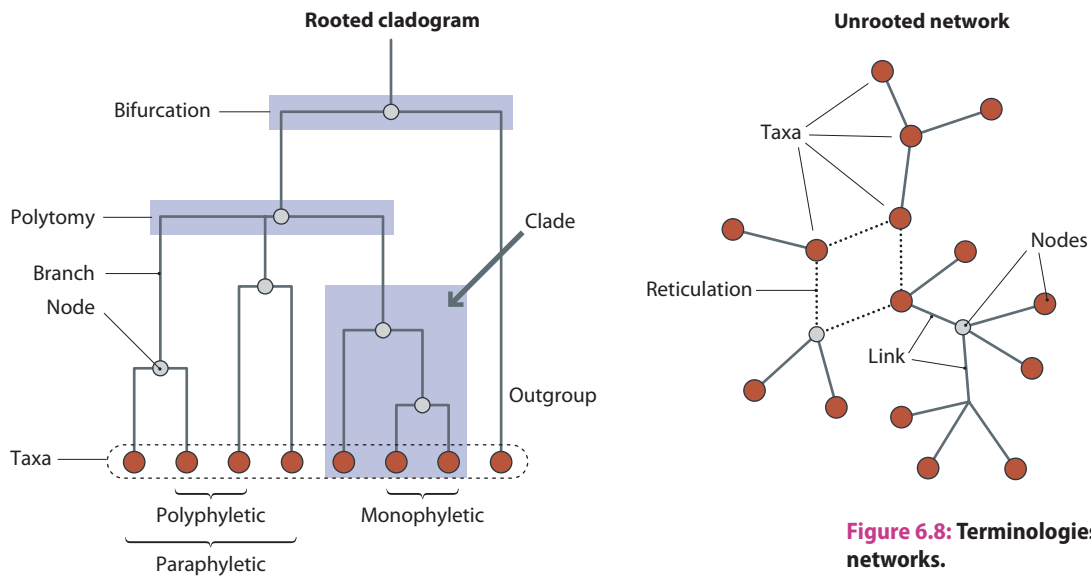 Rooted cladogram
Bifurcation
Polytomy
Branch
Node
Clade
Outgroup
Taxa
Polyphyletic
Monophyletic
Paraphyletic
Unrooted network
Taxa
Nodes
Reticulation
Link
Figure 6.8: Terminologies
networks.